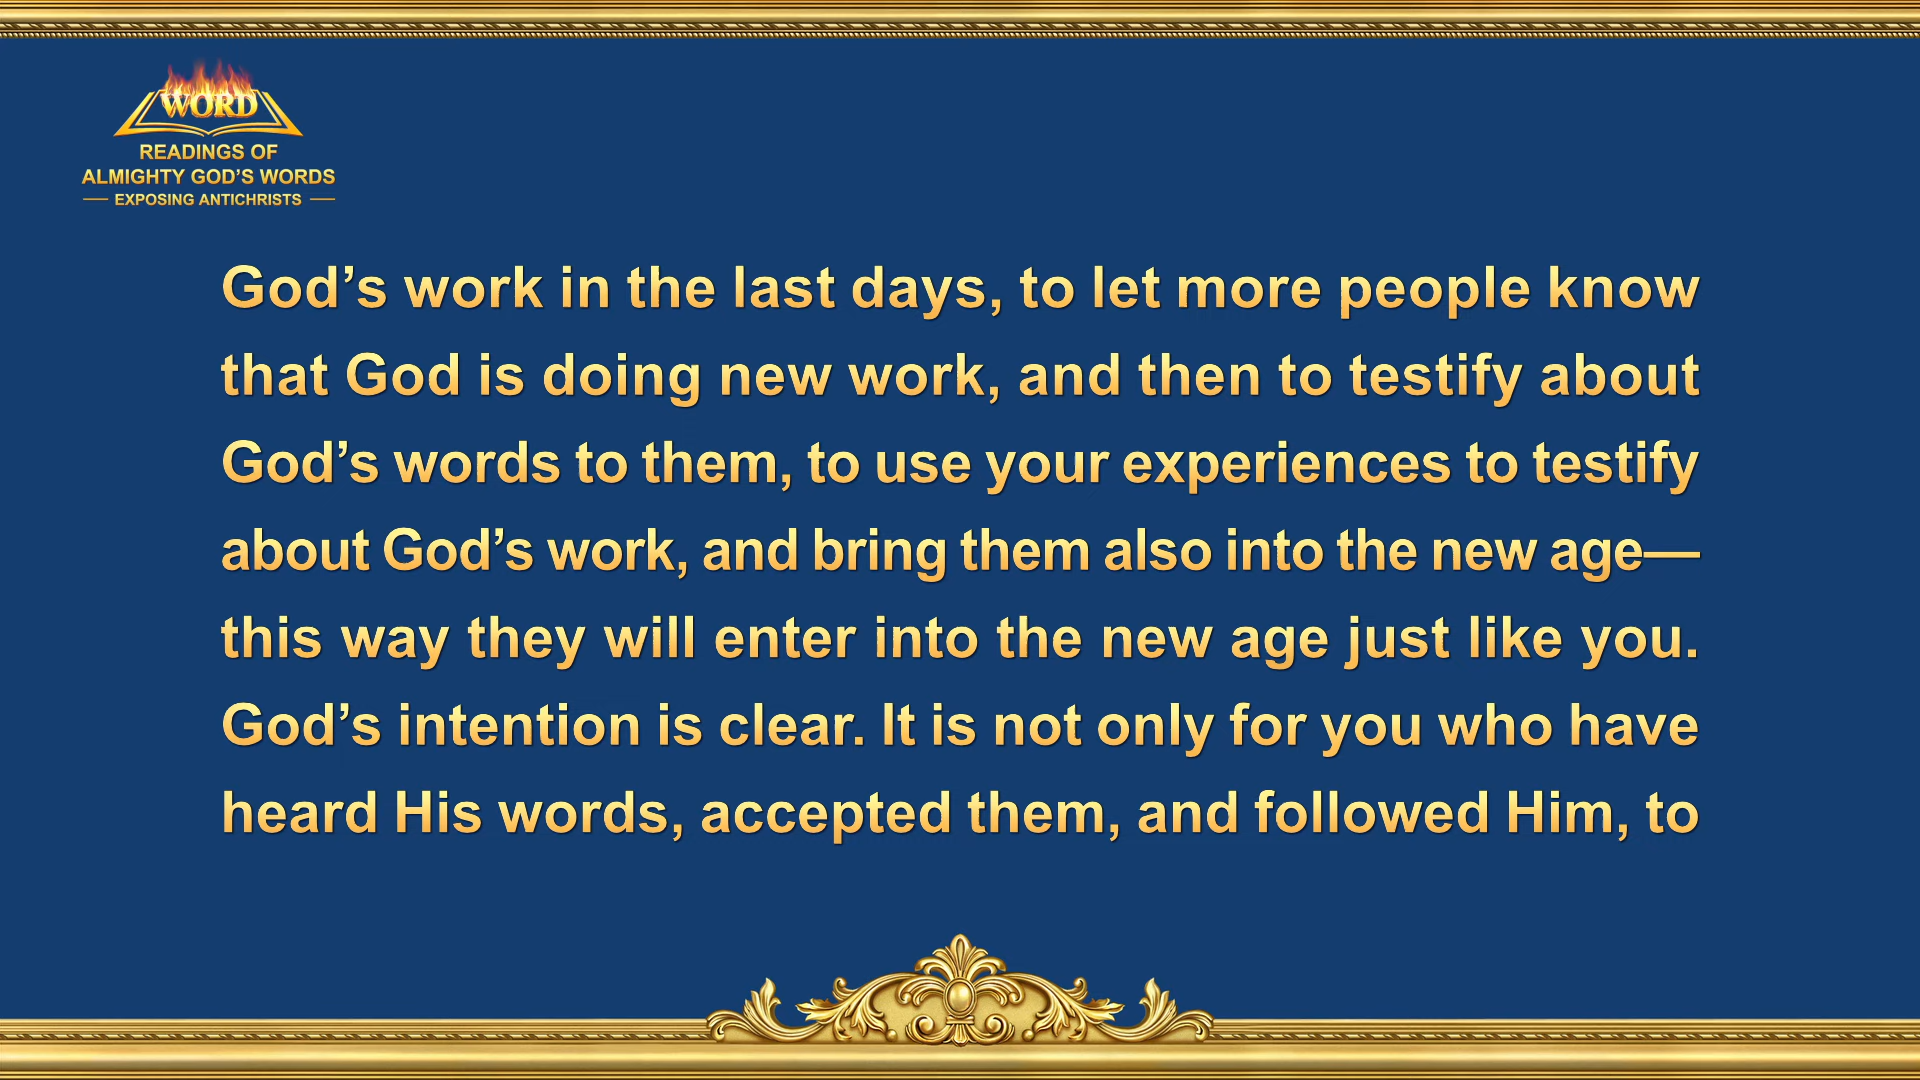 WORD
READINGS OF
ALMIGHTY GOD’S WORDS
EXPOSING ANTICHRISTS
God’s work in the last days, to let more people know
that God is doing new work, and then to testify about
God’s words to them, to use your experiences to testify
about God’s work, and bring them also into the new age—
this way they will enter into the new age just like you.
God’s intention is clear. It is not only for you who have
heard His words, accepted them, and followed Him, to